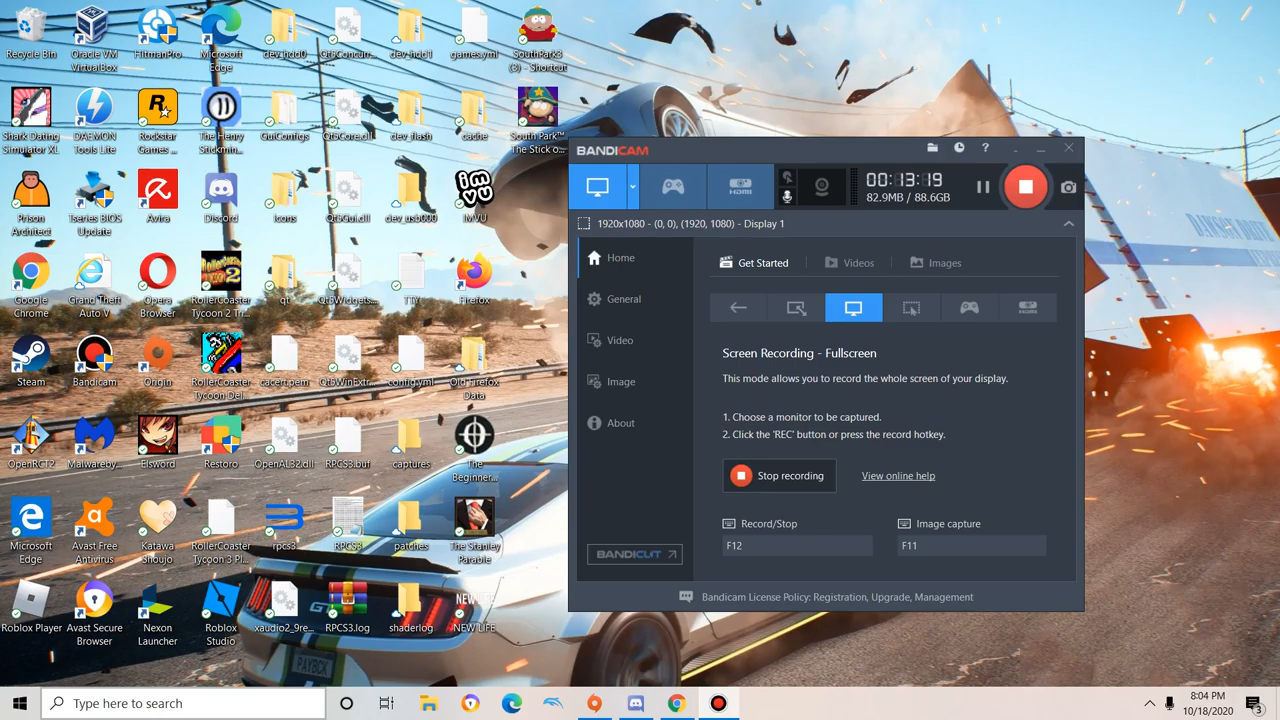 Recycle Bin
Oracle VM
VirtualBox
HitmanPro
Microsoft
Edge
dev_hdd0
Qt5Concurr...
dev_hdd1
games.yml
SouthPark3
(3) - Shortcut
Shark Dating
Simulator XL
DAEMON
Tools Lite
Rockstar
Games ...
The Henry
Stickmin...
GuiConfigs
Qt5Core.dll
dev_flash
cache
South Park™
The Stick o...
Prison
Architect
Tseries BIOS
Update
Avira
Discord
Icons
Qt5Gui.dll
dev_usb000
imvu
IMVU
Google
Chrome
Grand Theft
Auto V
Opera
Browser
RollerCoaster
Tycoon 2 Tri...
qt
Qt5Widgets...
TTY
Firefox
Steam
Bandicam
Origin
RollerCoaster
Tycoon Del...
cacert.pem
Qt5WinExtr...
config.yml
Old Firefox
Data
OpenRCT2
Malwareby...
Elsword
Restoro
OpenAL32.dll
RPCS3.buf
captures
The
Beginner...
Microsoft
Edge
Avast Free
Antivirus
Katawa
Shoujo
RollerCoaster
Tycoon 3 Pl...
rpcs3
RPCS3
patches
The Stanley
Parable
Roblox Player
Avast Secure
Browser
Nexon
Launcher
Roblox
Studio
xaudio2_9re...
RPCS3.log
shaderlog
NEW LIFE
BANDICAM
HDMI
00:13:19
82.9MB / 88.6GB
1920x1080 - (0, 0), (1920, 1080) - Display 1
Home
General
Video
Image
About
BANDICUT
Get Started
Videos
Images
HDMI
Screen Recording - Fullscreen
This mode allows you to record the whole screen of your display.
1. Choose a monitor to be captured.
2. Click the 'REC' button or press the record hotkey.
Stop recording
View online help
Record/Stop
Image capture
F12
F11
Bandicam License Policy: Registration, Upgrade, Management
Type here to search
8:04 PM
10/18/2020
3